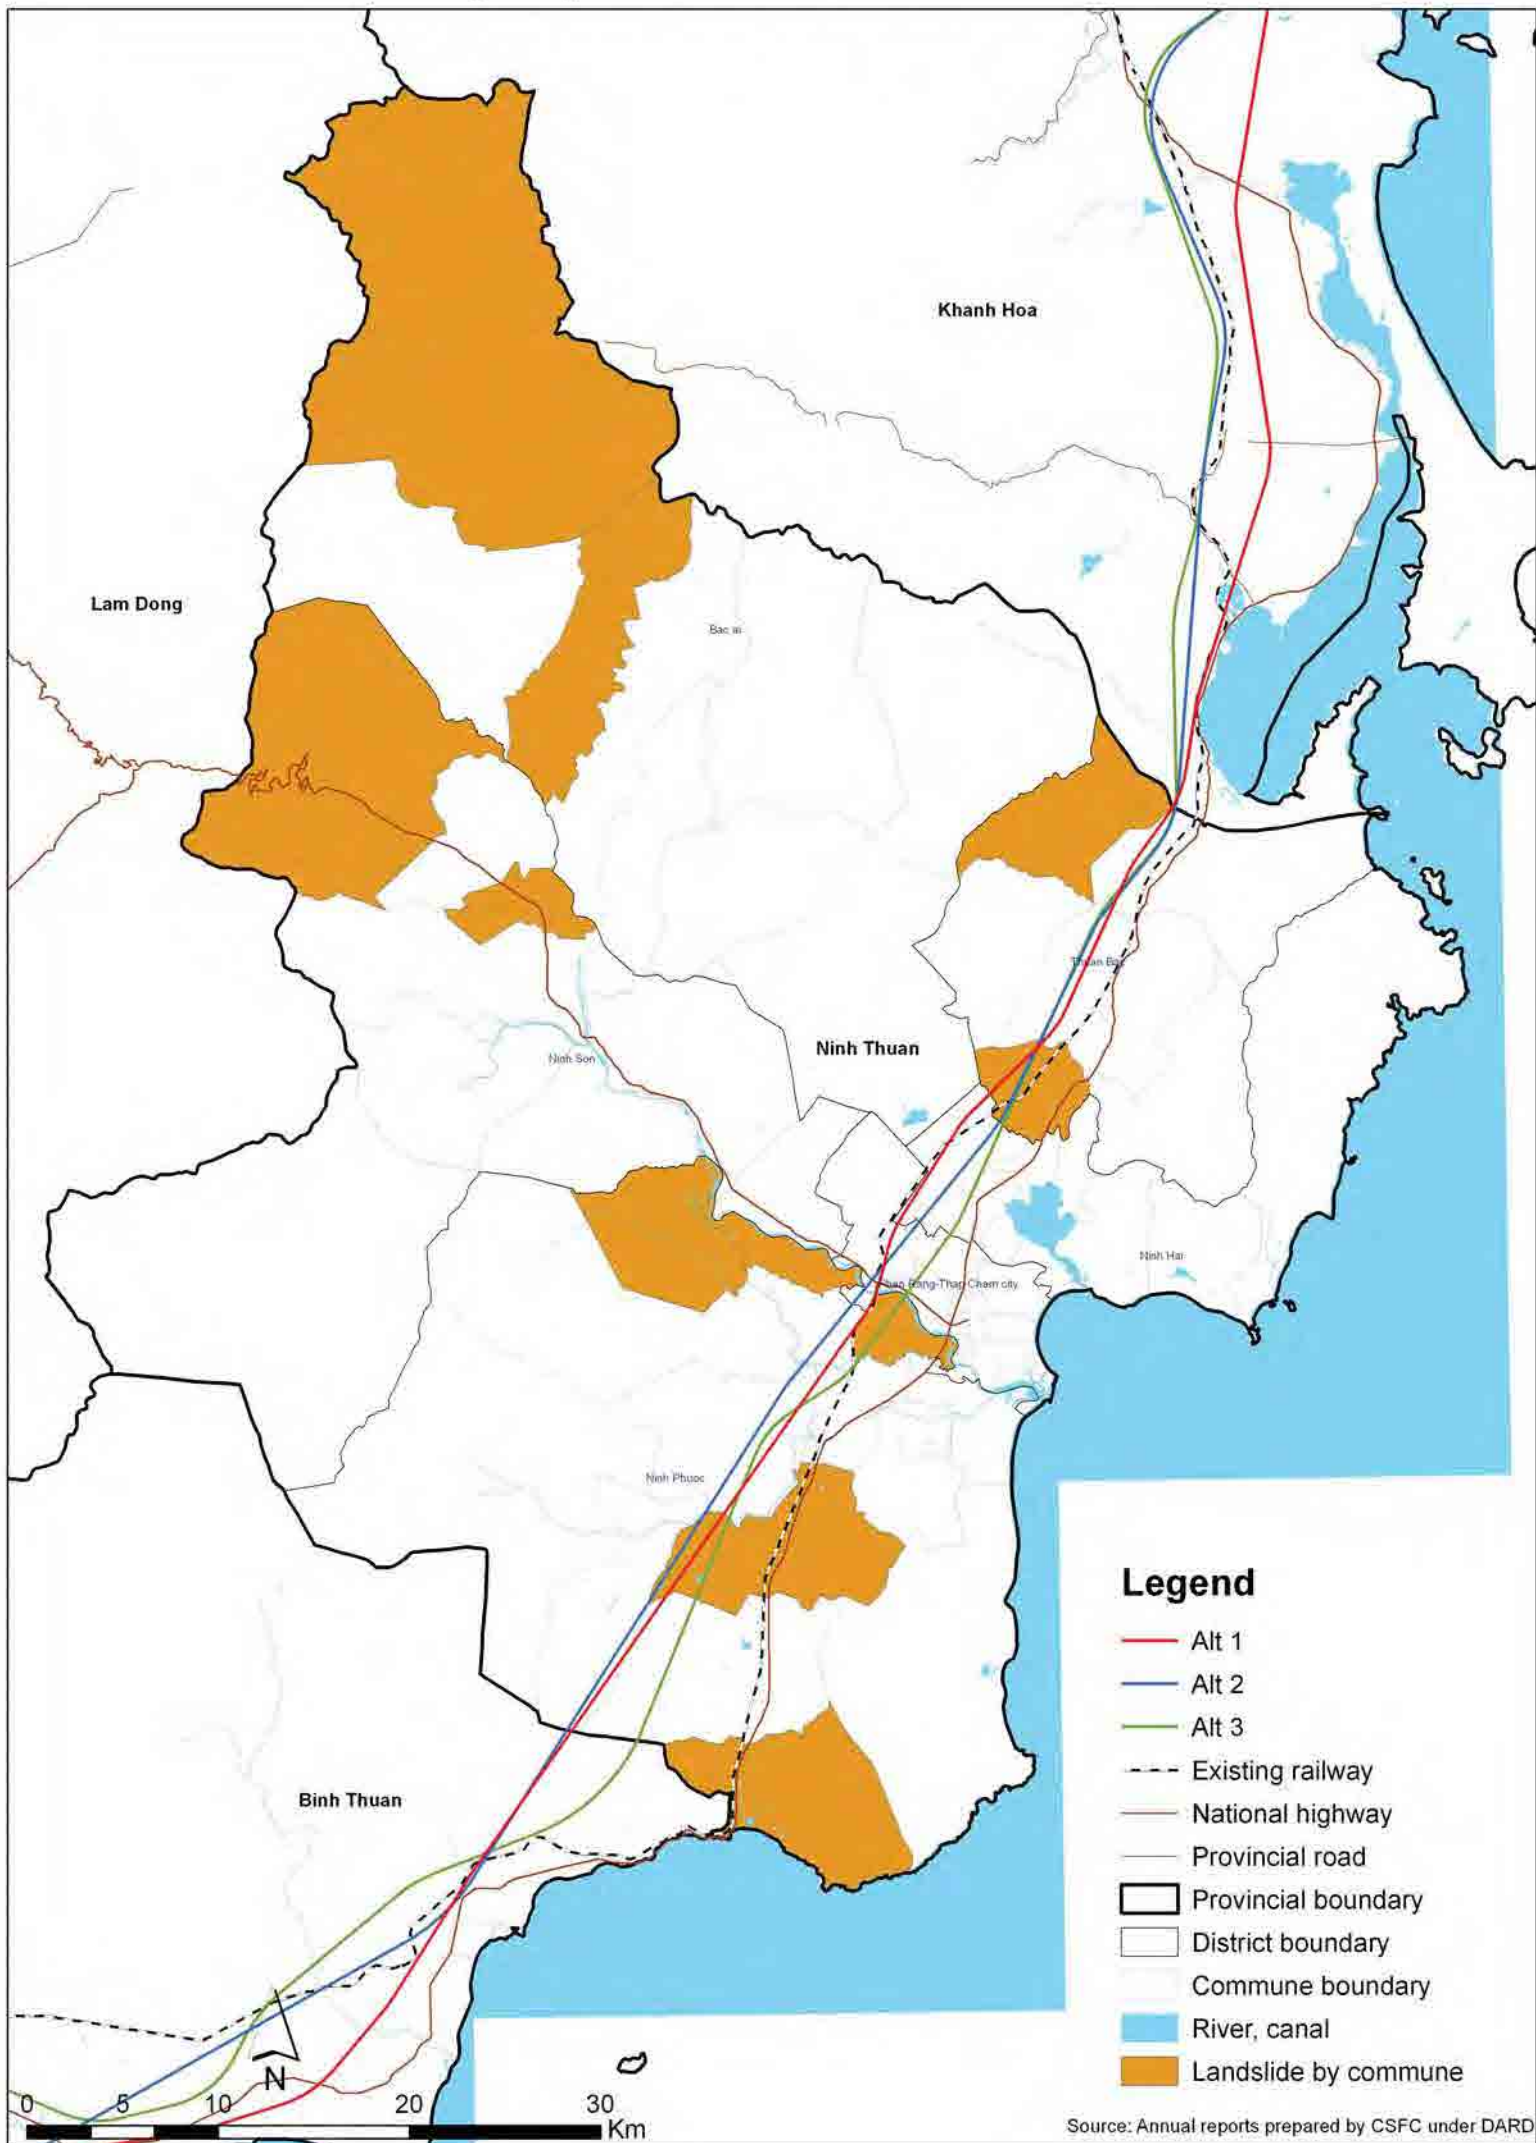 Khanh Hoa
Lam Dong
Bac ai
Thuan Bac
Ninh Thuan
Ninh Son
Ninh Hai
Rang-Thap Cham city
Ninh Phuoc
Binh Thuan
Legend
Alt 1
Alt 2
Alt 3
Existing railway
National highway
Provincial road
Provincial boundary
District boundary
Commune boundary
River, canal
Landslide by commune
N
0 5 10 20 30
Km
Source: Annual reports prepared by CSFC under DARD